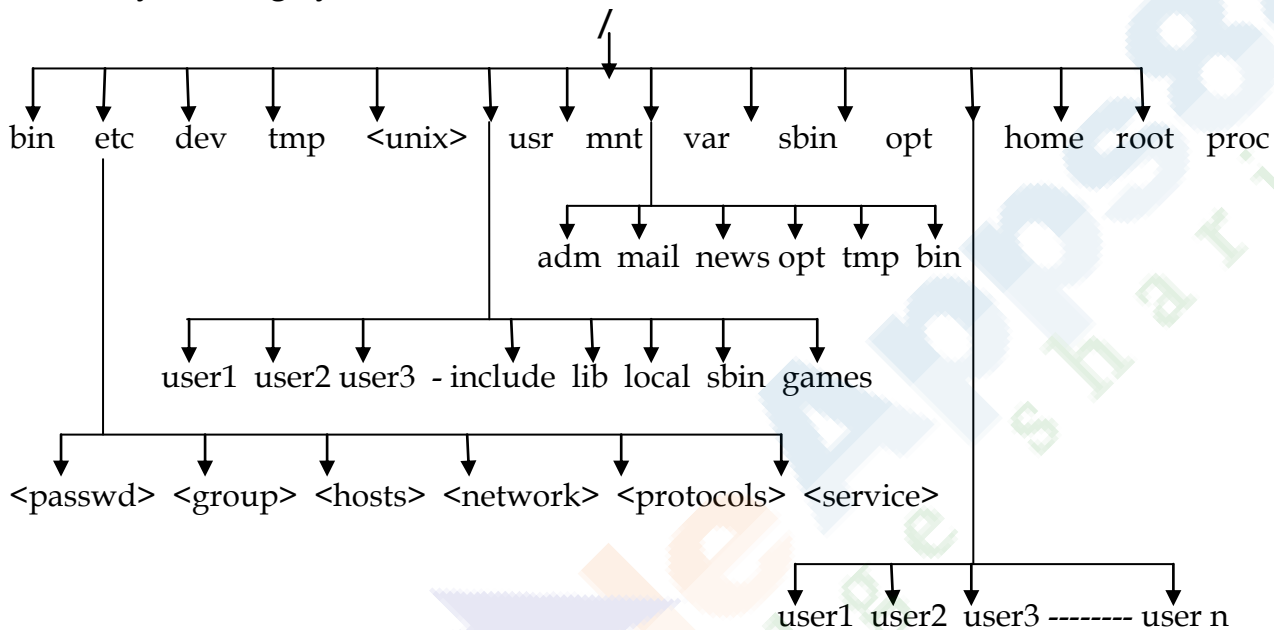 /
bin etc dev tmp <unix> usr mnt var sbin opt home root proc
adm mail news opt tmp bin
user1 user2 user3 - include lib local sbin games
<passwd> <group> <hosts> <network> <protocols> <service>
user1 user2 user3 -------- user n